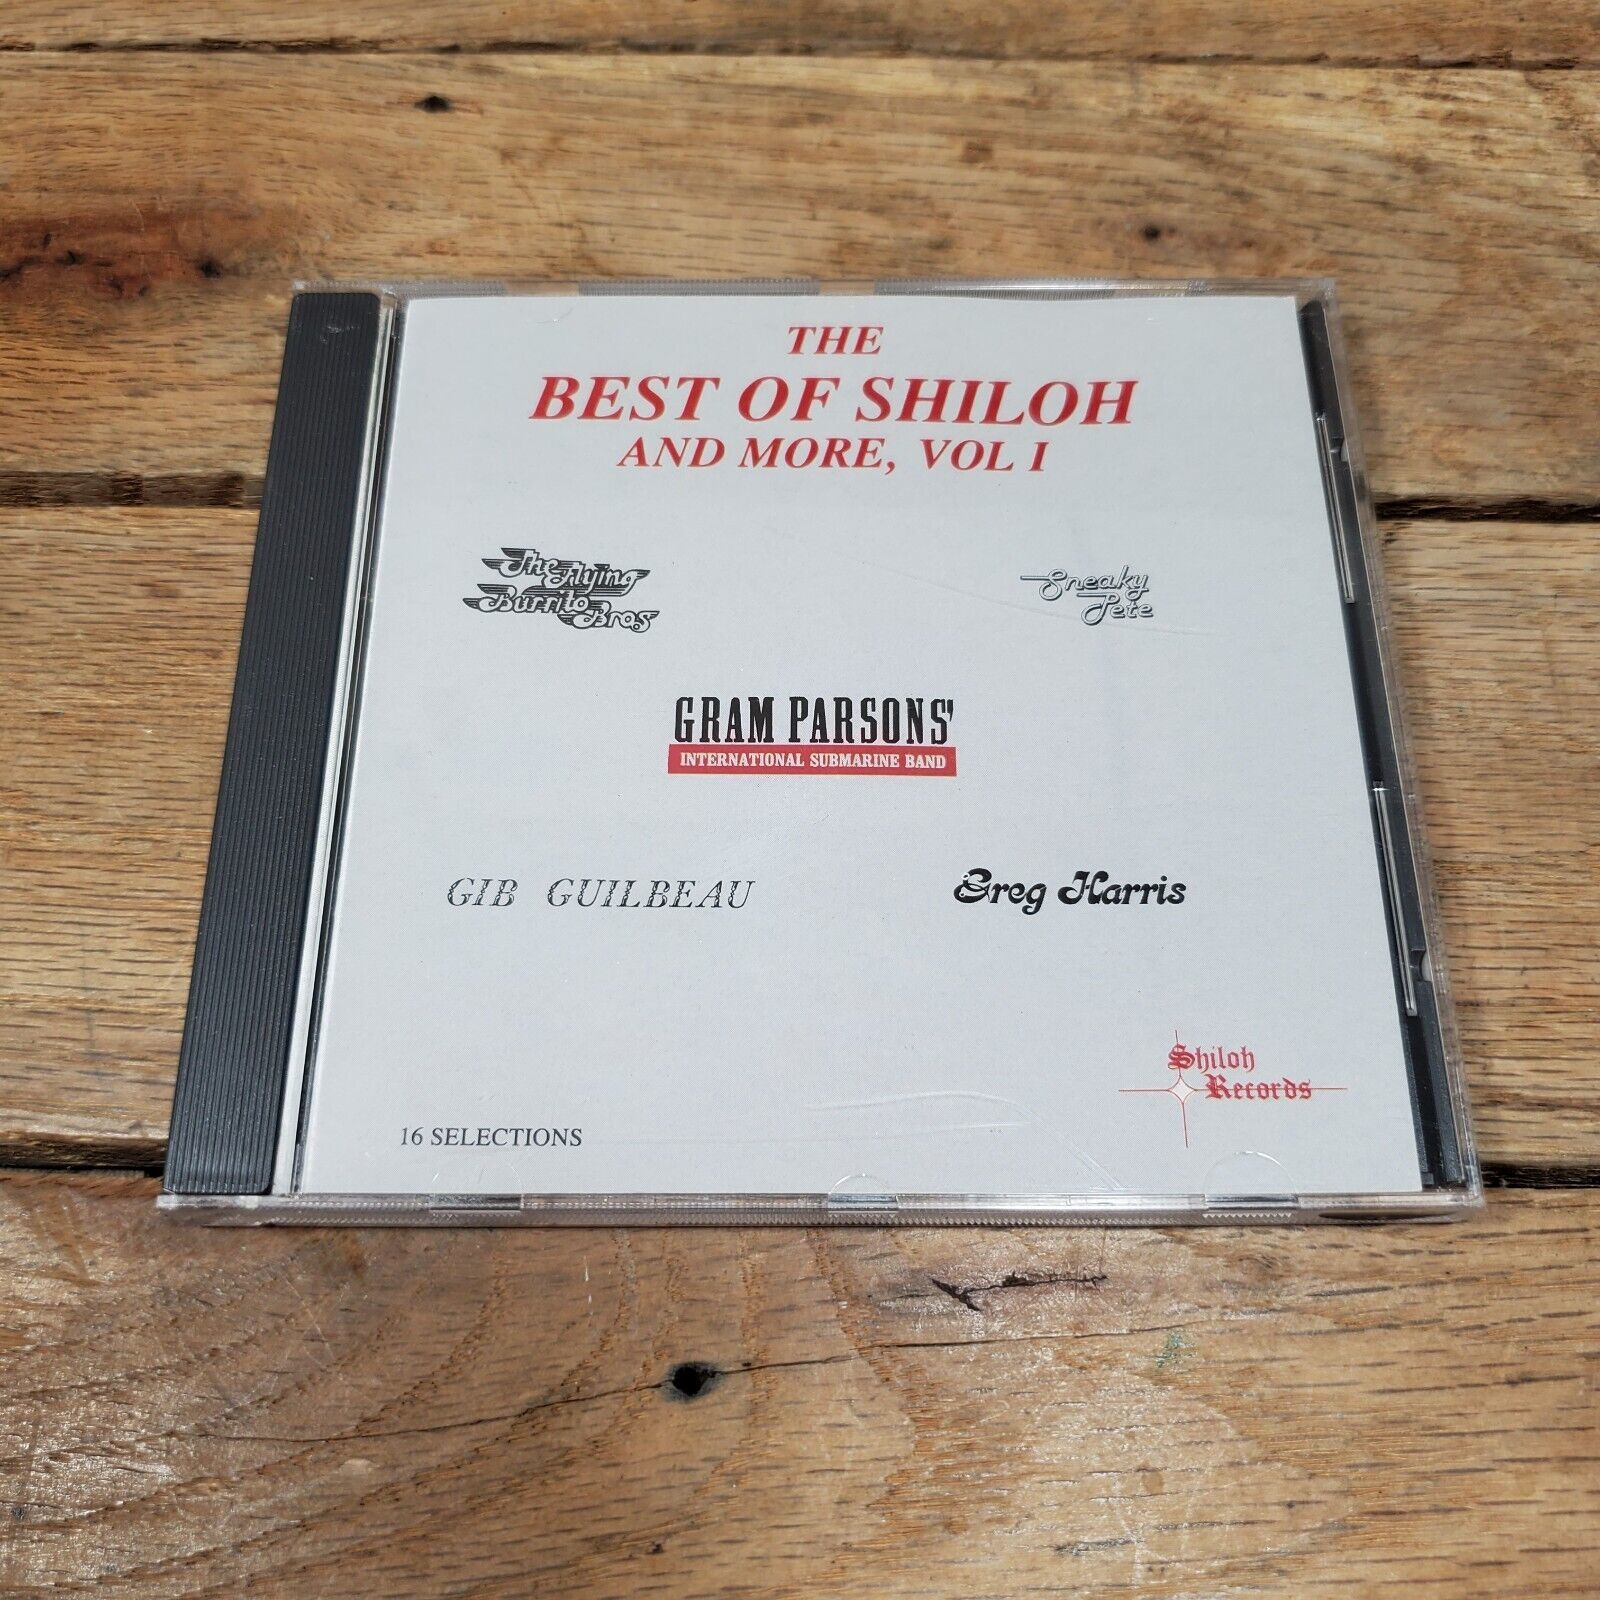 THE
BEST OF SHILOH
AND MORE, VOL I
The Flying
Burrito Bros.
Sneaky
Pete
GRAM PARSONS'
INTERNATIONAL SUBMARINE BAND
GIB GUILBEAU
Greg Harris
Shiloh
Records
16 SELECTIONS